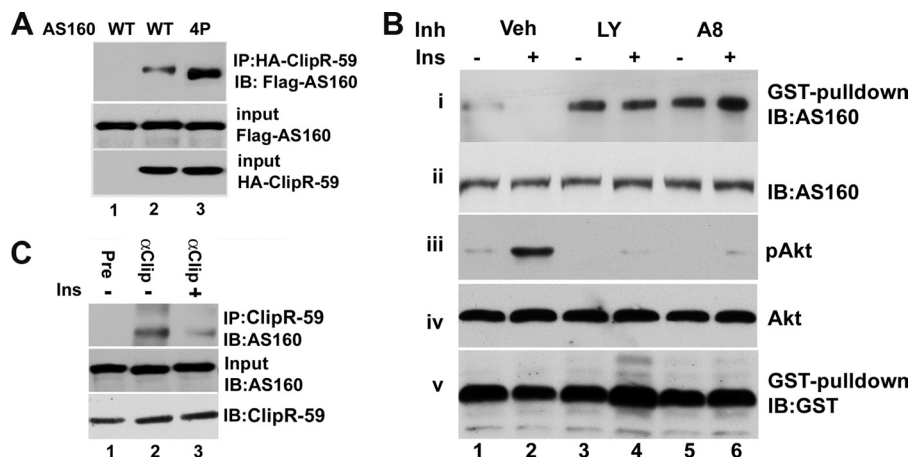 A
AS160 WT WT 4P
IP:HA-ClipR-59
IB: Flag-AS160
input
Flag-AS160
input
HA-ClipR-59
1 2 3
B
Inh Veh LY A8
Ins - + - + - +
i
GST-pulldown
IB:AS160
ii
IB:AS160
iii
pAkt
iv
Akt
v
GST-pulldown
IB:GST
1 2 3 4 5 6
C
Pre αClip αClip
Ins - - +
IP:ClipR-59
IB:AS160
Input
IB:AS160
IB:ClipR-59
1 2 3